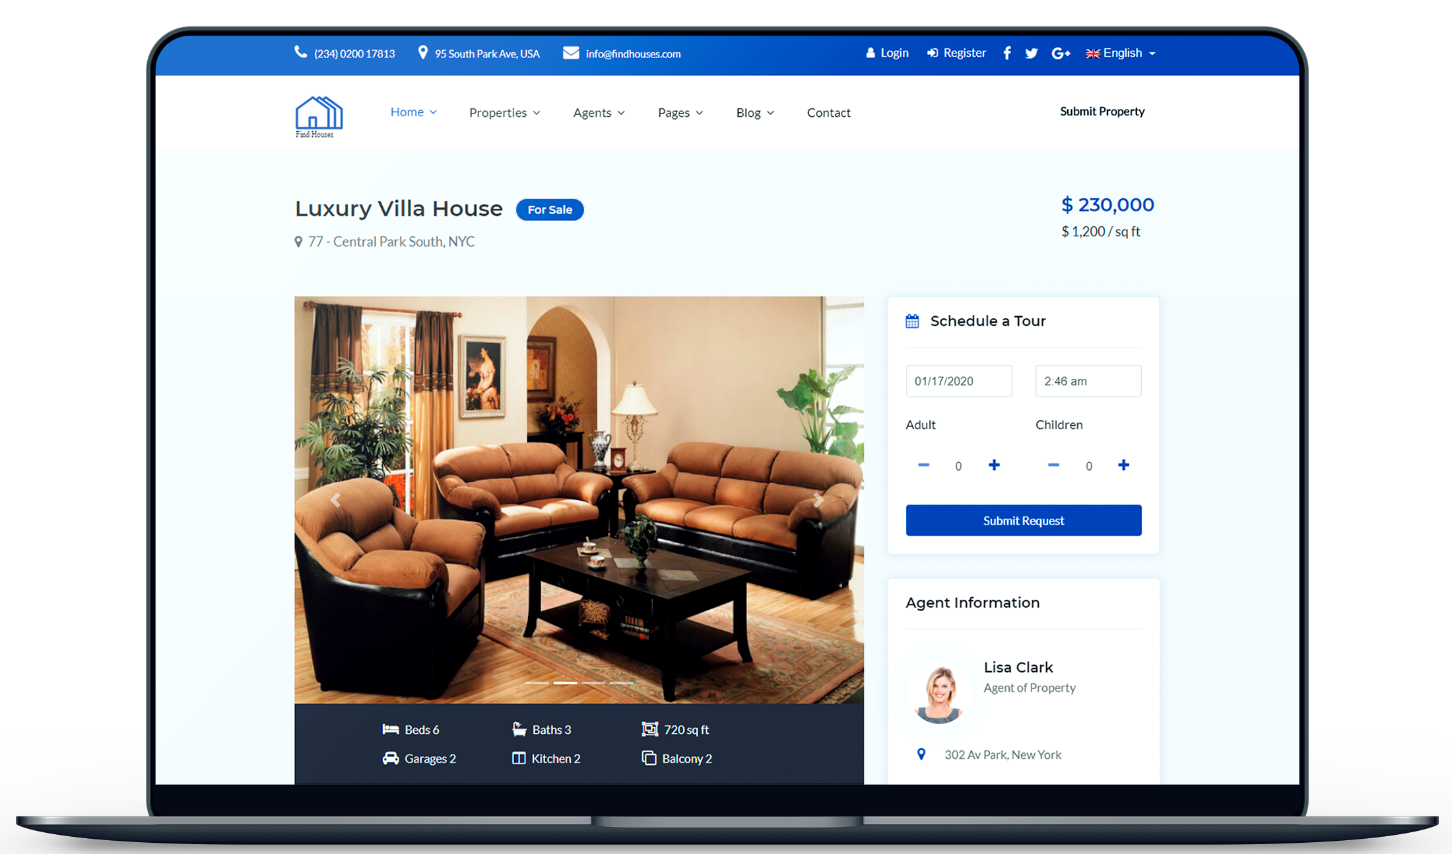 (234) 0200 17813 95 South Park Ave, USA info@findhouses.com Login Register English
Find Houses
Home Properties Agents Pages Blog Contact Submit Property
Luxury Villa House For Sale
77 - Central Park South, NYC
$ 230,000
$ 1,200 / sq ft
Schedule a Tour
01/17/2020 2:46 am
Adult Children
0 0
Submit Request
Agent Information
Lisa Clark
Agent of Property
302 Av Park, New York
Beds 6 Baths 3 720 sq ft
Garages 2 Kitchen 2 Balcony 2